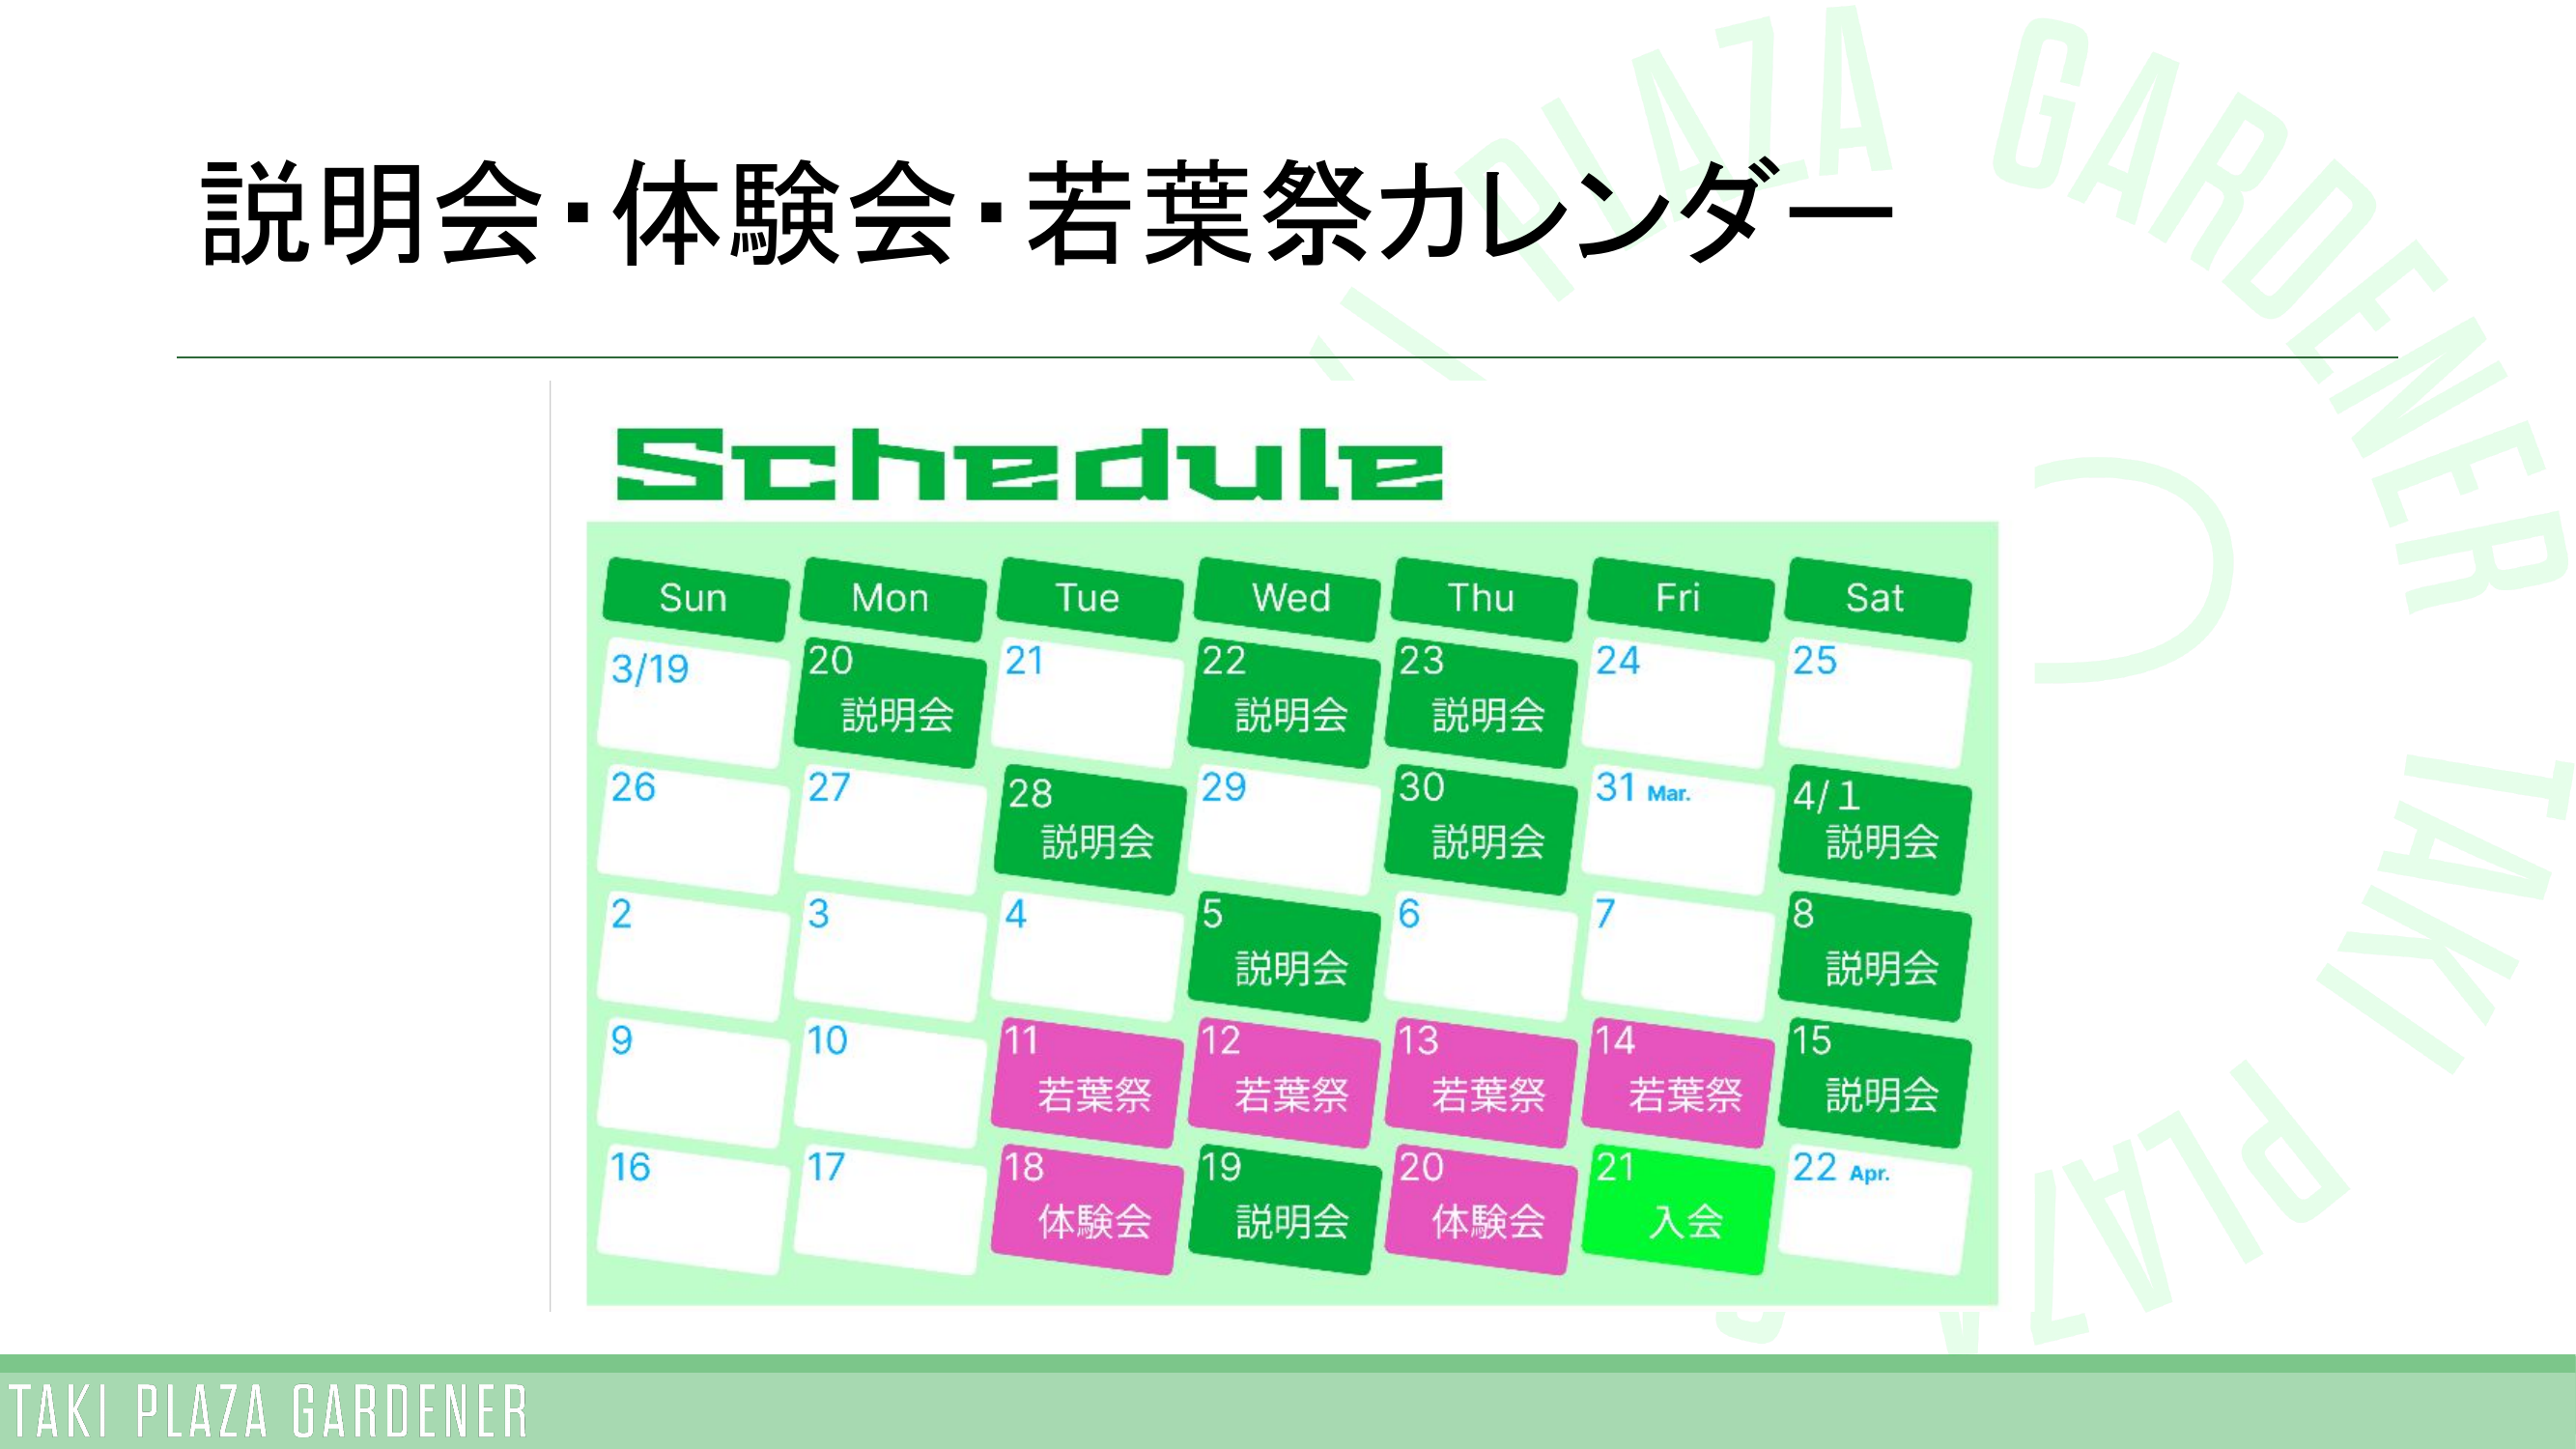 説明会・体験会・若葉祭カレンダー
TAKI PLAZA GARDENER TAKI PLAZA
Schedule
Sun Mon Tue Wed Thu Fri Sat
3/19 20 21 22 23 24 25
説明会 説明会 説明会
26 27 28 29 30 31 Mar. 4/1
説明会 説明会 説明会
2 3 4 5 6 7 8
説明会 説明会
9 10 11 12 13 14 15
若葉祭 若葉祭 若葉祭 若葉祭 説明会
16 17 18 19 20 21 22 Apr.
体験会 説明会 体験会 入会
TAKI PLAZA GARDENER